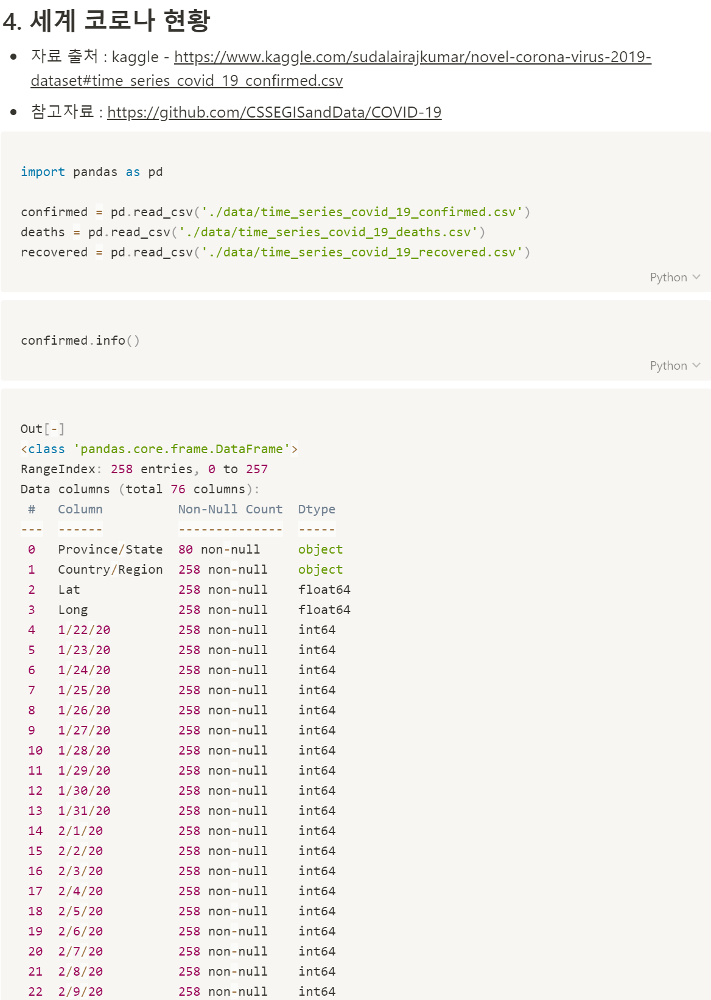 4. 세계 코로나 현황
• 자료 출처 : kaggle - https://www.kaggle.com/sudalairajkumar/novel-corona-virus-2019-
dataset#time_series_covid_19_confirmed.csv
• 참고자료 : https://github.com/CSSEGISandData/COVID-19
import pandas as pd
confirmed = pd.read_csv('./data/time_series_covid_19_confirmed.csv')
deaths = pd.read_csv('./data/time_series_covid_19_deaths.csv')
recovered = pd.read_csv('./data/time_series_covid_19_recovered.csv')
Python
confirmed.info()
Python
Out[-]
<class 'pandas.core.frame.DataFrame'>
RangeIndex: 258 entries, 0 to 257
Data columns (total 76 columns):
 #   Column          Non-Null Count  Dtype
---  ------          --------------  -----
 0   Province/State  80 non-null     object
 1   Country/Region  258 non-null    object
 2   Lat             258 non-null    float64
 3   Long            258 non-null    float64
 4   1/22/20         258 non-null    int64
 5   1/23/20         258 non-null    int64
 6   1/24/20         258 non-null    int64
 7   1/25/20         258 non-null    int64
 8   1/26/20         258 non-null    int64
 9   1/27/20         258 non-null    int64
 10  1/28/20         258 non-null    int64
 11  1/29/20         258 non-null    int64
 12  1/30/20         258 non-null    int64
 13  1/31/20         258 non-null    int64
 14  2/1/20          258 non-null    int64
 15  2/2/20          258 non-null    int64
 16  2/3/20          258 non-null    int64
 17  2/4/20          258 non-null    int64
 18  2/5/20          258 non-null    int64
 19  2/6/20          258 non-null    int64
 20  2/7/20          258 non-null    int64
 21  2/8/20          258 non-null    int64
 22  2/9/20          258 non-null    int64